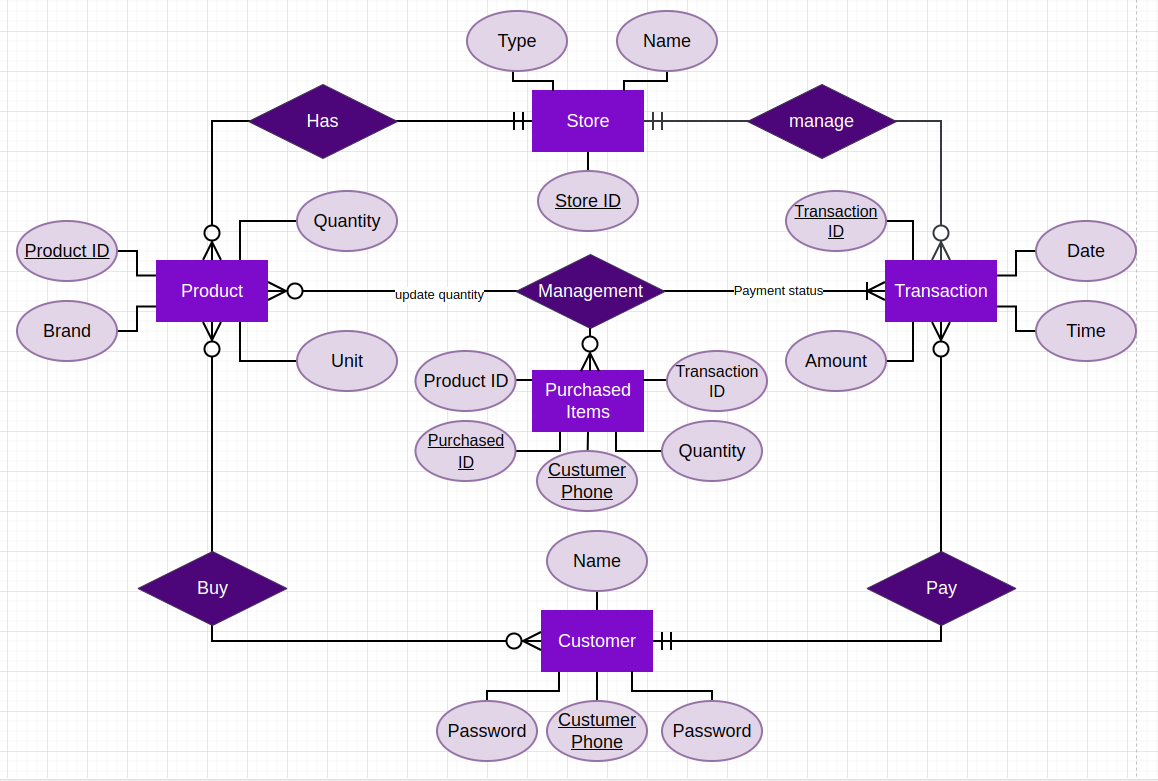 Type
Name
Has
Store
manage
Store ID
Quantity
Transaction
ID
Product ID
Date
Product
update quantity
Management
Payment status
Transaction
Brand
Time
Unit
Amount
Product ID
Purchased
Items
Transaction
ID
Purchased
ID
Custumer
Phone
Quantity
Name
Buy
Pay
Customer
Password
Custumer
Phone
Password